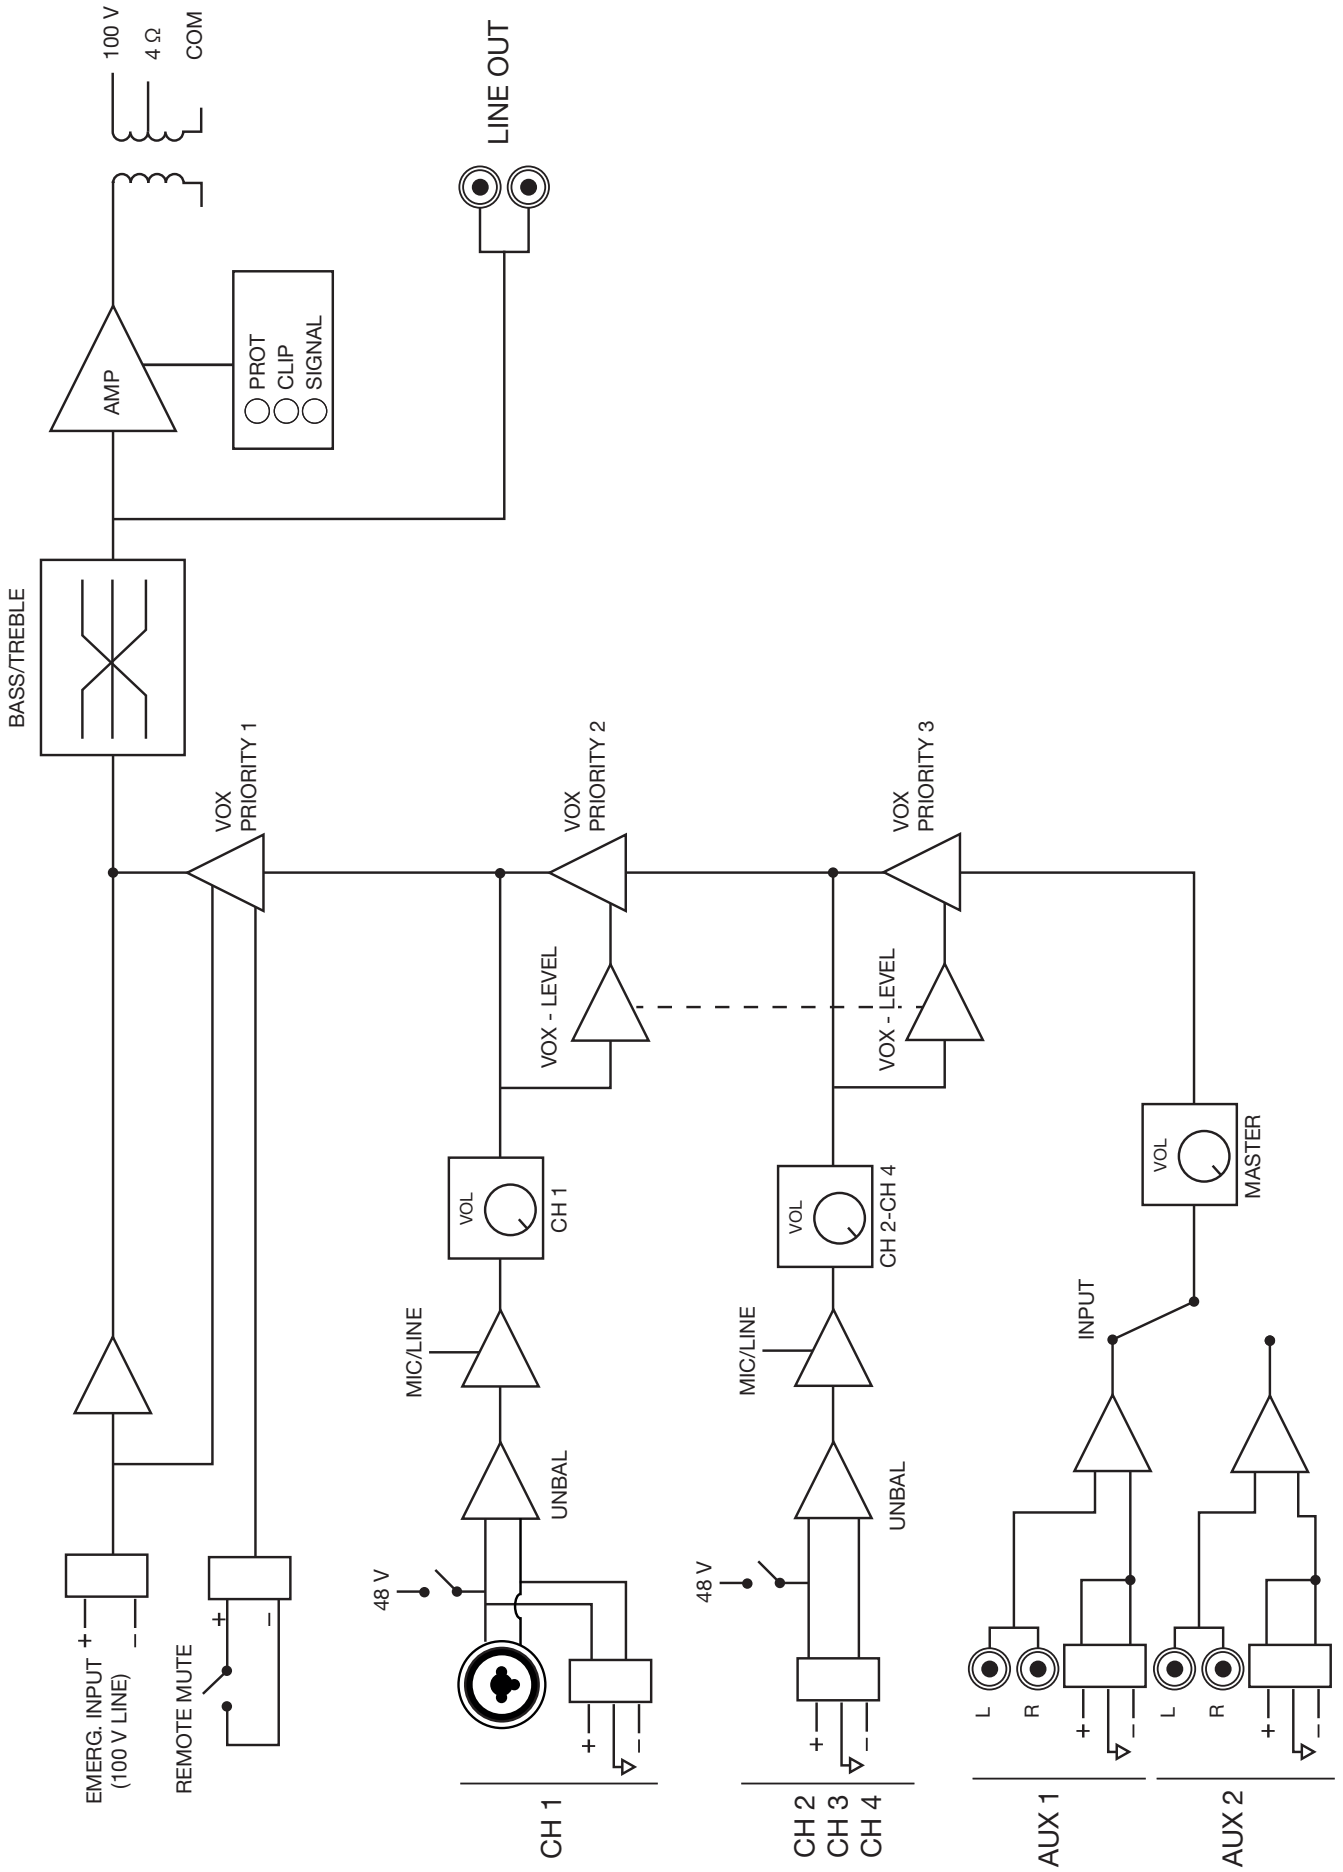 EMERG. INPUT
(100 V LINE)
+
−
REMOTE MUTE
+
−
BASS/TREBLE
AMP
PROT
CLIP
SIGNAL
100 V
4 Ω
COM
LINE OUT
VOX
PRIORITY 1
CH 1
+
−
48 V
UNBAL
MIC/LINE
VOL
CH 1
VOX - LEVEL
VOX
PRIORITY 2
CH 2
CH 3
CH 4
+
−
48 V
UNBAL
MIC/LINE
VOL
CH 2-CH 4
VOX - LEVEL
VOX
PRIORITY 3
AUX 1
L
R
+
−
INPUT
VOL
MASTER
AUX 2
L
R
+
−